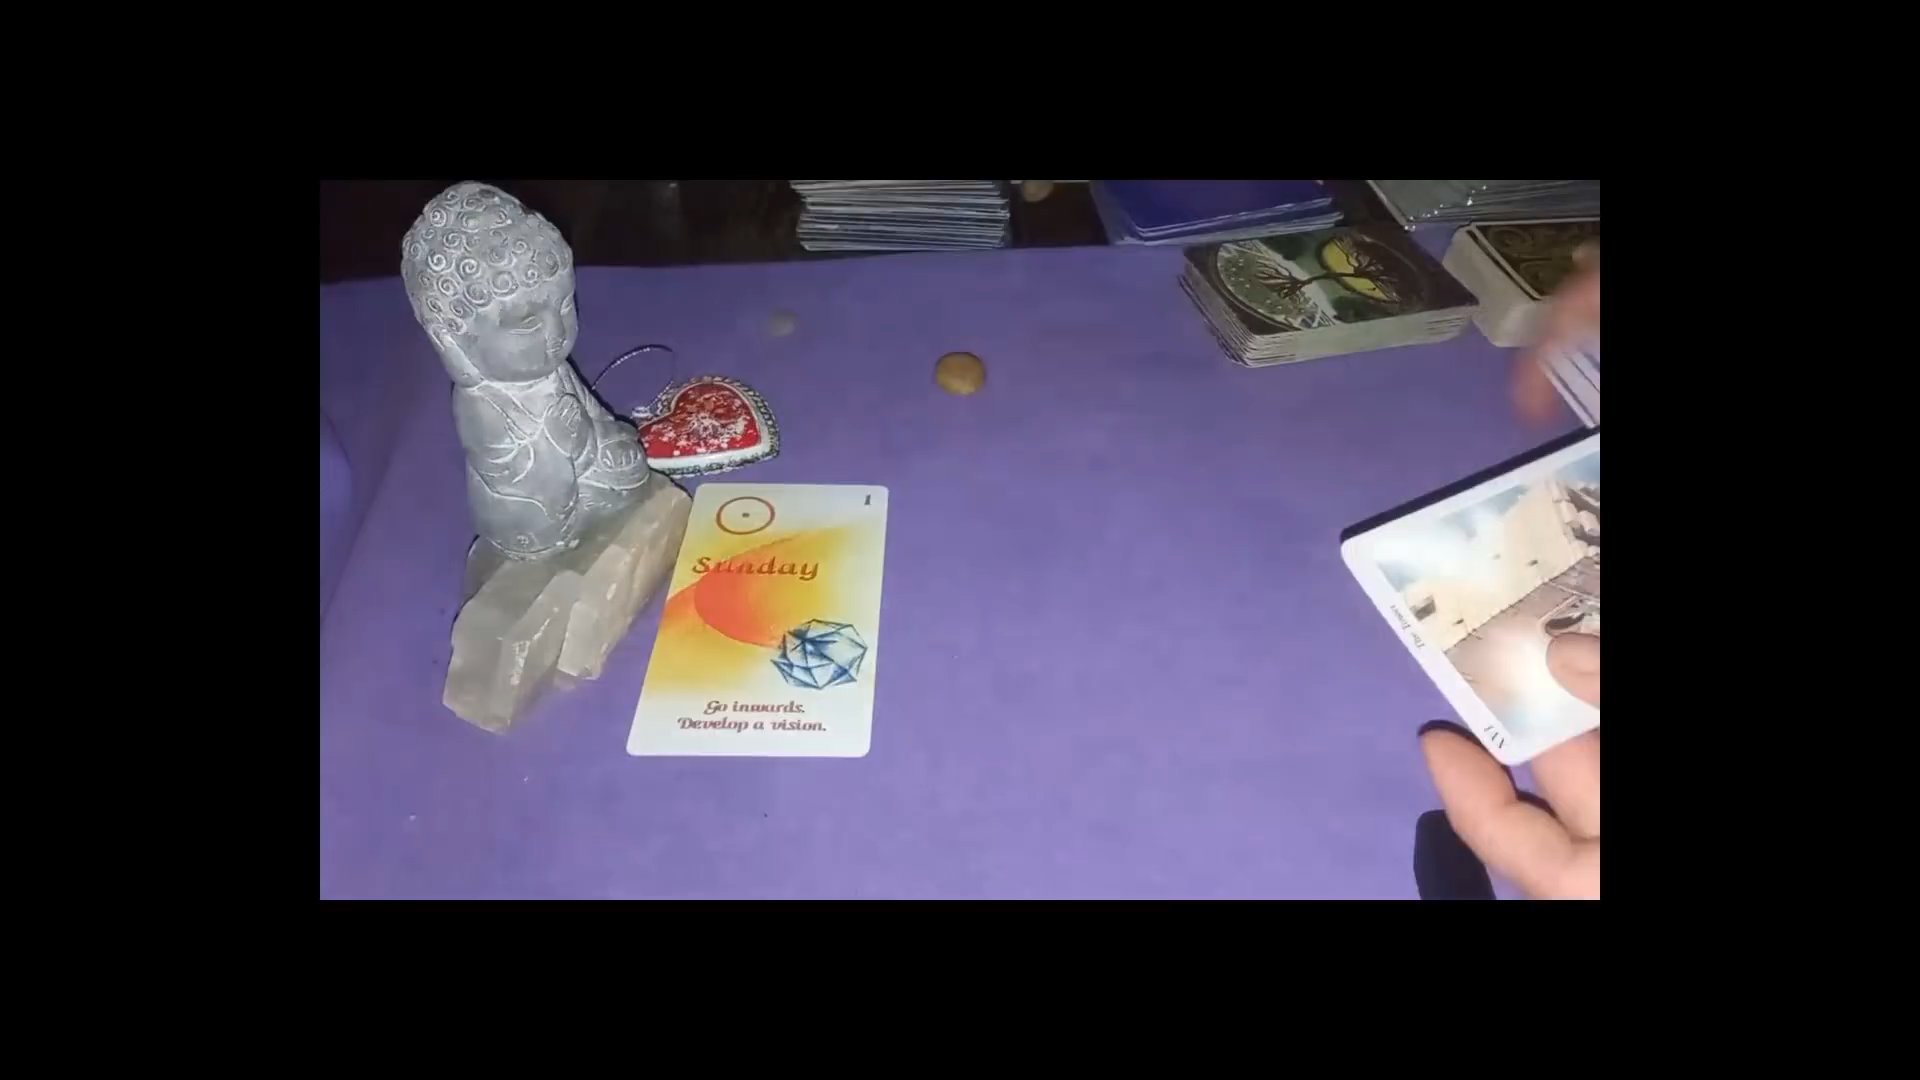 1
Sunday
Go inwards.
Develop a vision.
The Tower
XVI